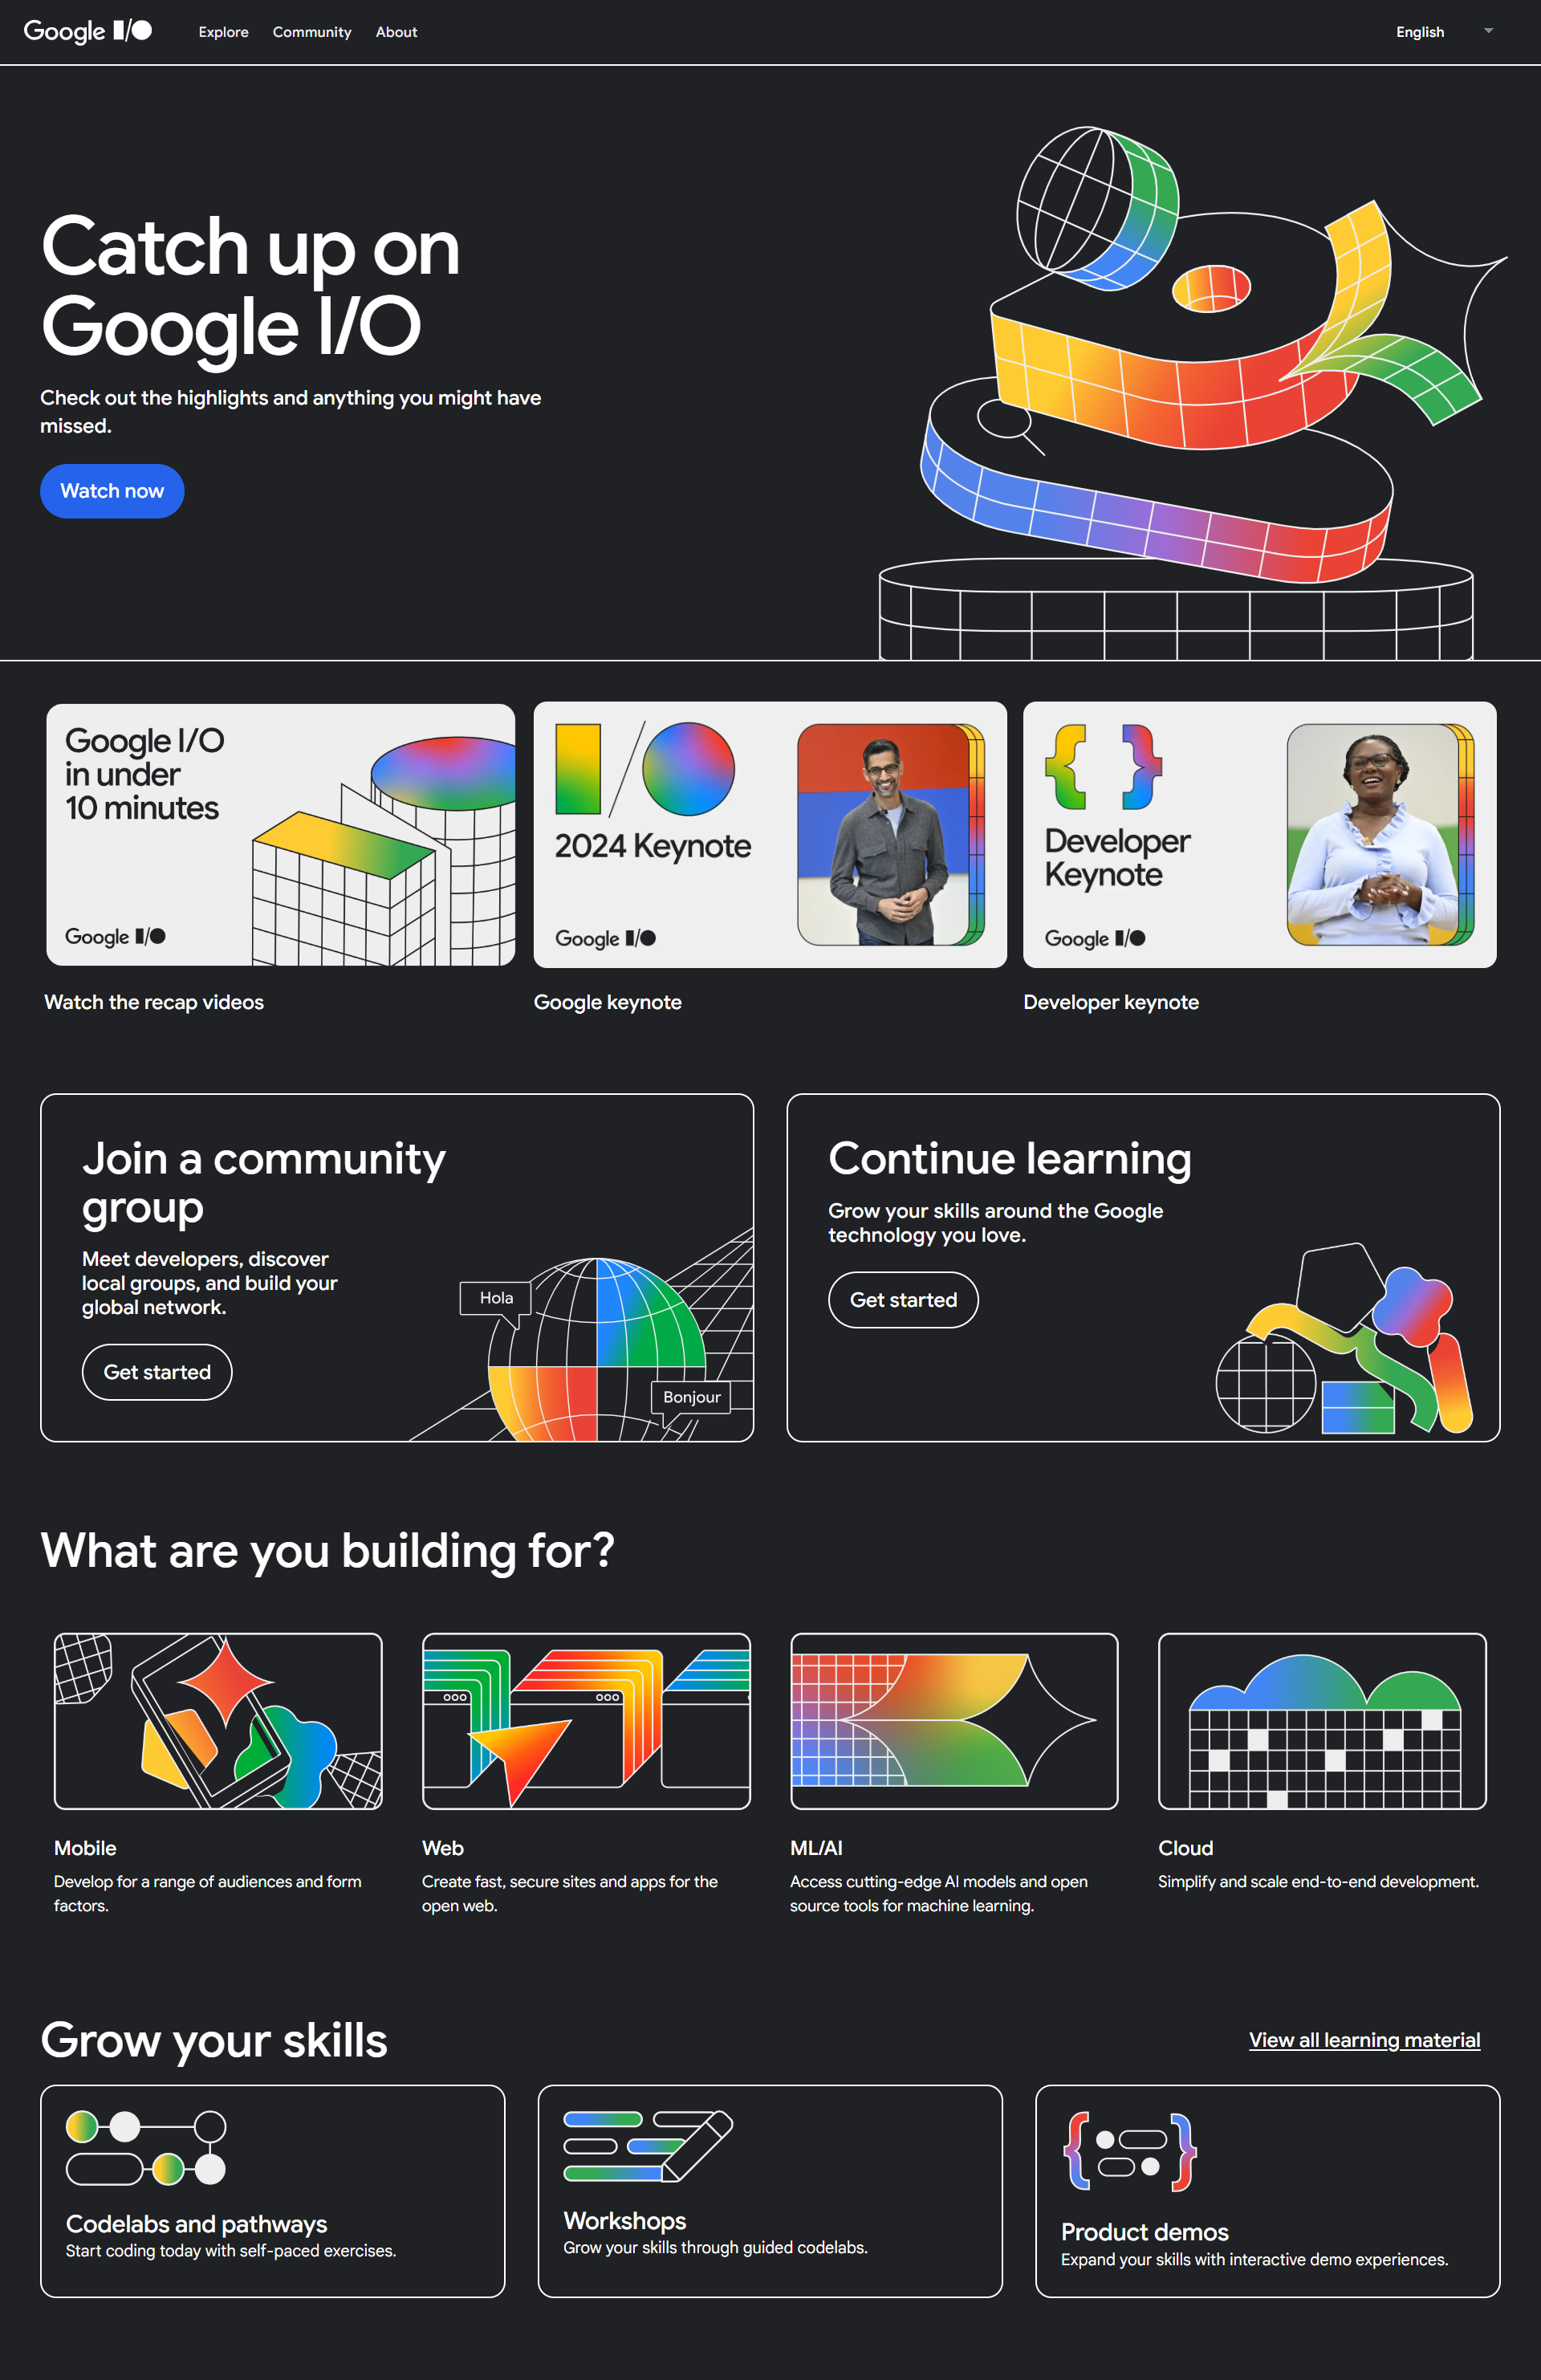 Google I/O
Explore
Community
About
English
Catch up on
Google I/O
Check out the highlights and anything you might have
missed.
Watch now
Google I/O
in under
10 minutes
Google I/O
Watch the recap videos
I/O
2024 Keynote
Google I/O
Google keynote
{ }
Developer
Keynote
Google I/O
Developer keynote
Join a community
group
Meet developers, discover
local groups, and build your
global network.
Get started
Hola
Bonjour
Continue learning
Grow your skills around the Google
technology you love.
Get started
What are you building for?
Mobile
Develop for a range of audiences and form
factors.
Web
Create fast, secure sites and apps for the
open web.
ML/AI
Access cutting-edge AI models and open
source tools for machine learning.
Cloud
Simplify and scale end-to-end development.
Grow your skills
View all learning material
Codelabs and pathways
Start coding today with self-paced exercises.
Workshops
Grow your skills through guided codelabs.
Product demos
Expand your skills with interactive demo experiences.